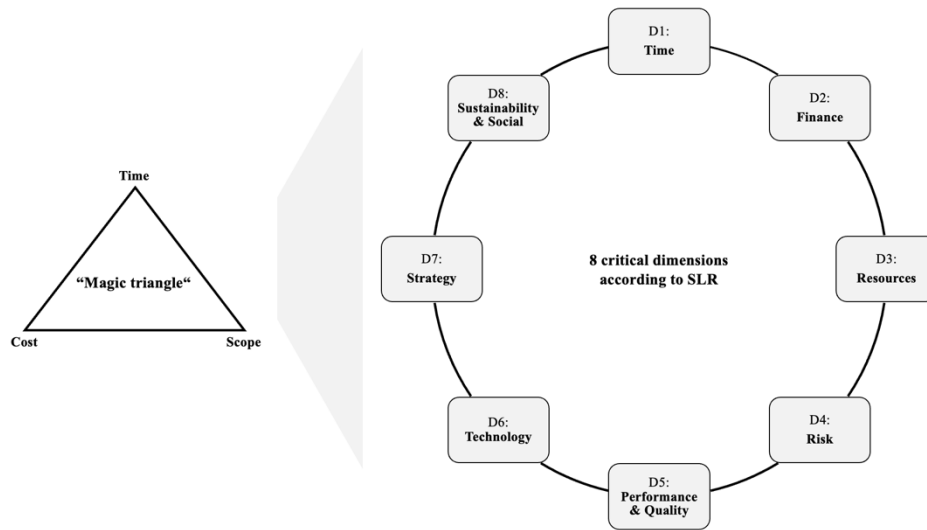 Time
“Magic triangle“
Cost
Scope
D1:
Time
D2:
Finance
D3:
Resources
D4:
Risk
D5:
Performance
& Quality
D6:
Technology
D7:
Strategy
D8:
Sustainability
& Social
8 critical dimensions
according to SLR